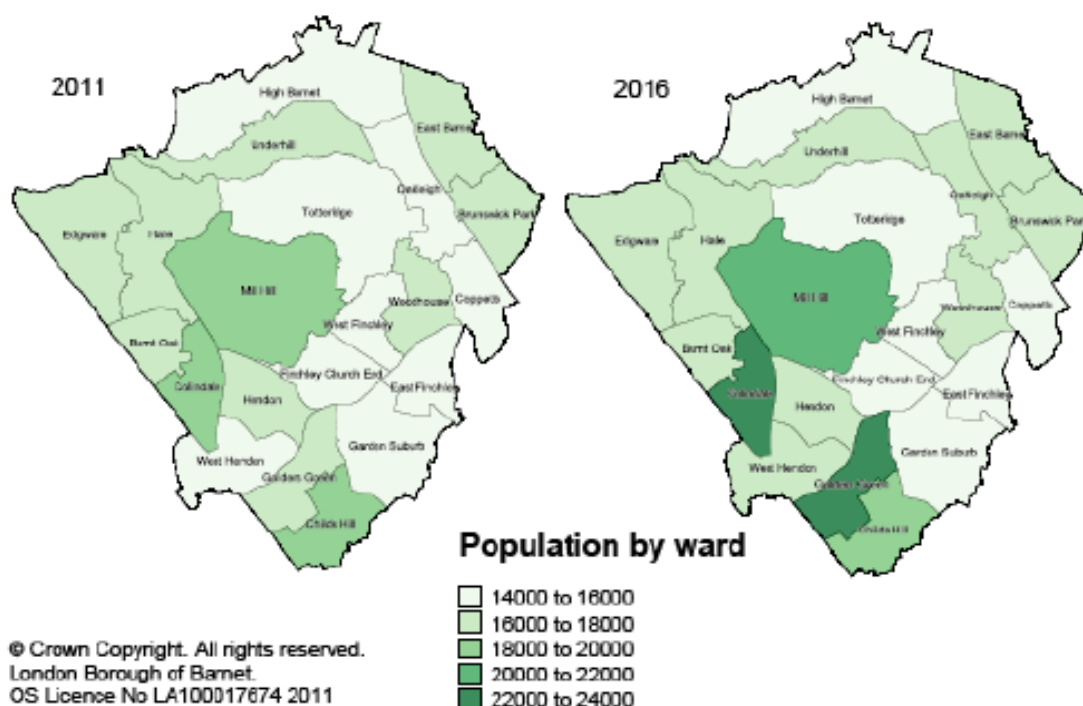 2011
High Barnet
East Barnet
Underhill
Oakleigh
Totteridge
Brunswick Park
Edgware
Hale
Mill Hill
Woodhouse
Coppetts
West Finchley
Burnt Oak
Finchley Church End
Colindale
East Finchley
Hendon
Garden Suburb
West Hendon
Golders Green
Childs Hill
2016
High Barnet
East Barne
Underhill
Oakleigh
Brunswick Par
Totteridge
Edgware
Hale
Mill Hill
Woodhouse
Coppetts
West Finchley
Burnt Oak
Finchley Church End
Colindale
East Finchley
Hendon
Garden Suburb
West Hendon
Golders Green
Childs Hill
Population by ward
14000 to 16000
16000 to 18000
18000 to 20000
20000 to 22000
22000 to 24000
© Crown Copyright. All rights reserved.
London Borough of Barnet.
OS Licence No LA100017674 2011